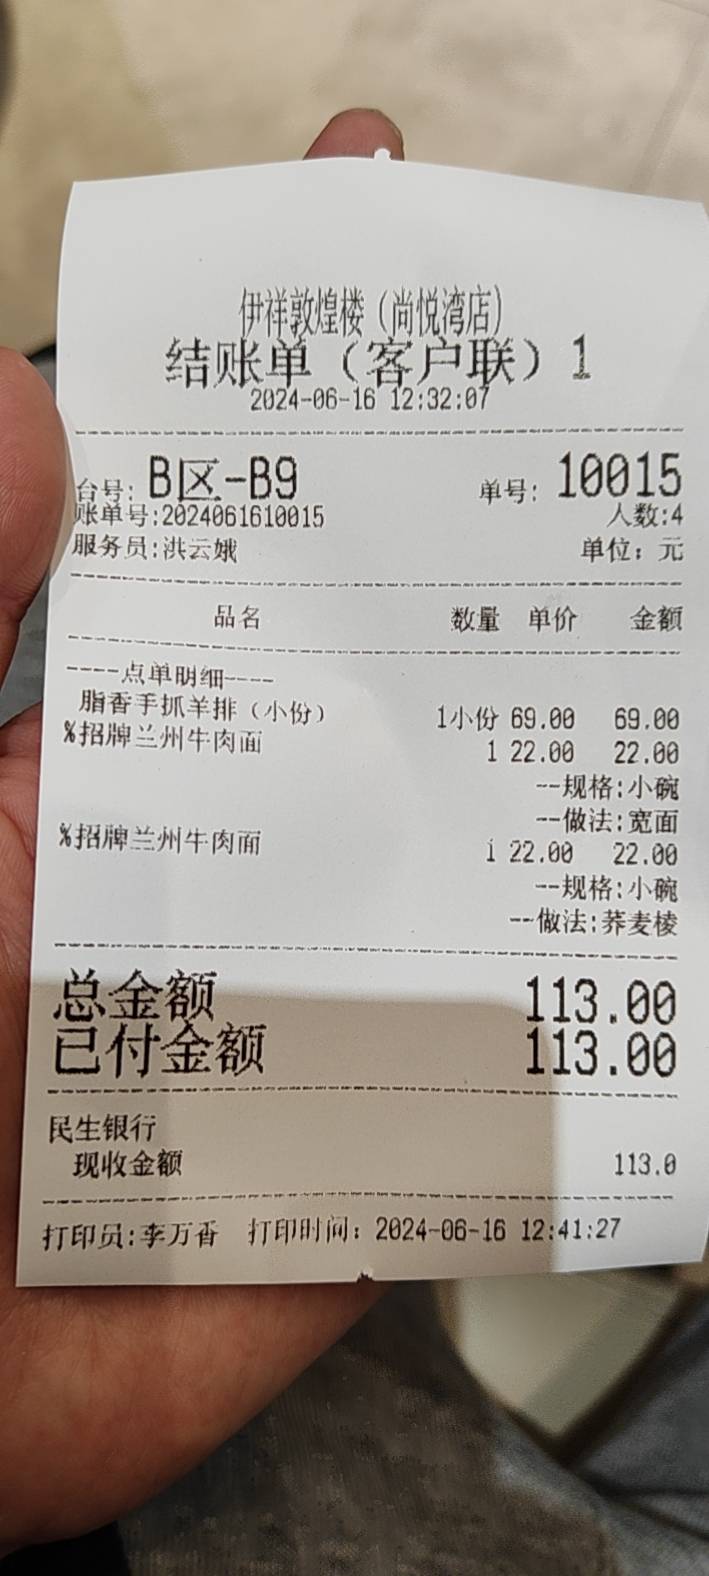 伊祥敦煌楼（尚悦湾店）
结账单（客户联）1
2024-06-16 12:32:07
台号: B区-B9 单号: 10015
账单号:2024061610015 人数:4
服务员:洪云娥 单位：元
品名 数量 单价 金额
----点单明细----
脂香手抓羊排（小份） 1小份 69.00 69.00
%招牌兰州牛肉面 1 22.00 22.00
--规格:小碗
--做法:宽面
%招牌兰州牛肉面 1 22.00 22.00
--规格:小碗
--做法:荞麦棱
总金额 113.00
已付金额 113.00
民生银行
现收金额 113.0
打印员:李万香 打印时间：2024-06-16 12:41:27